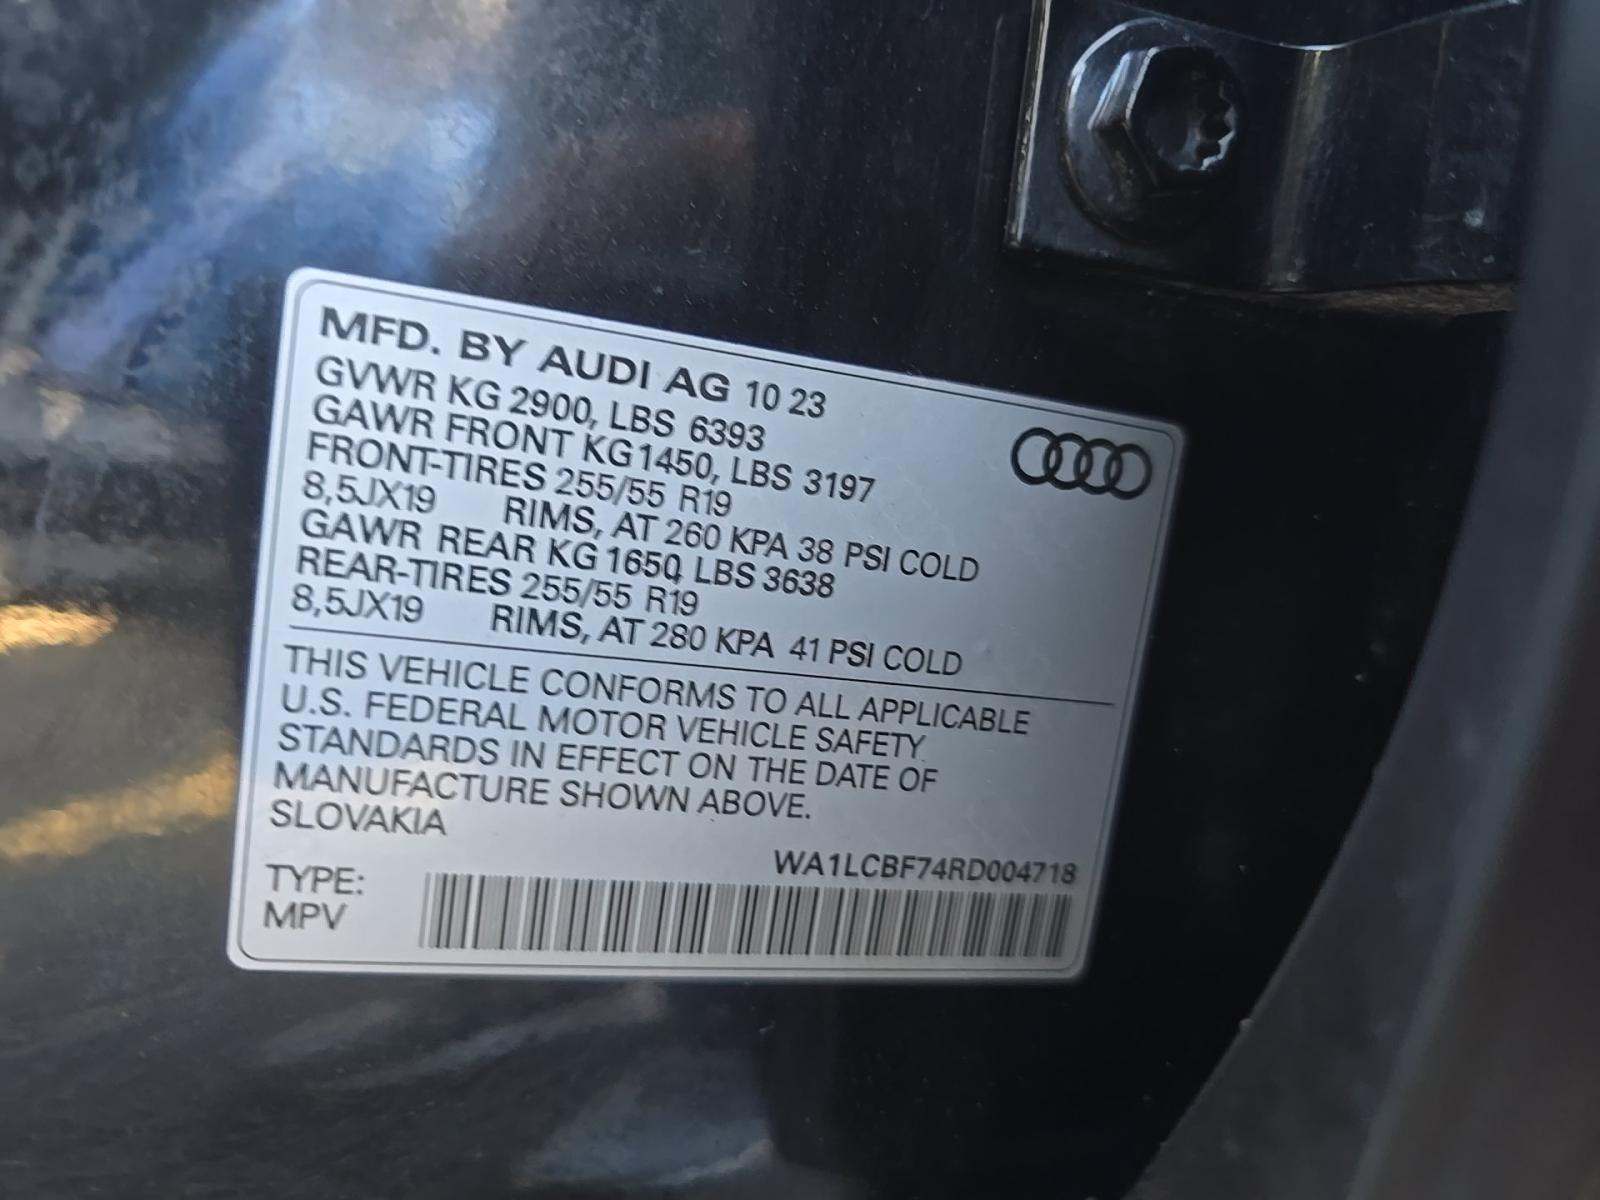 MFD. BY AUDI AG 10 23
GVWR KG 2900, LBS 6393
GAWR FRONT KG1450, LBS 3197
FRONT-TIRES 255/55 R19
8,5JX19 RIMS, AT 260 KPA 38 PSI COLD
GAWR REAR KG 1650, LBS 3638
REAR-TIRES 255/55 R19
8,5JX19 RIMS, AT 280 KPA 41 PSI COLD
THIS VEHICLE CONFORMS TO ALL APPLICABLE
U.S. FEDERAL MOTOR VEHICLE SAFETY
STANDARDS IN EFFECT ON THE DATE OF
MANUFACTURE SHOWN ABOVE.
SLOVAKIA
WA1LCBF74RD004718
TYPE:
MPV